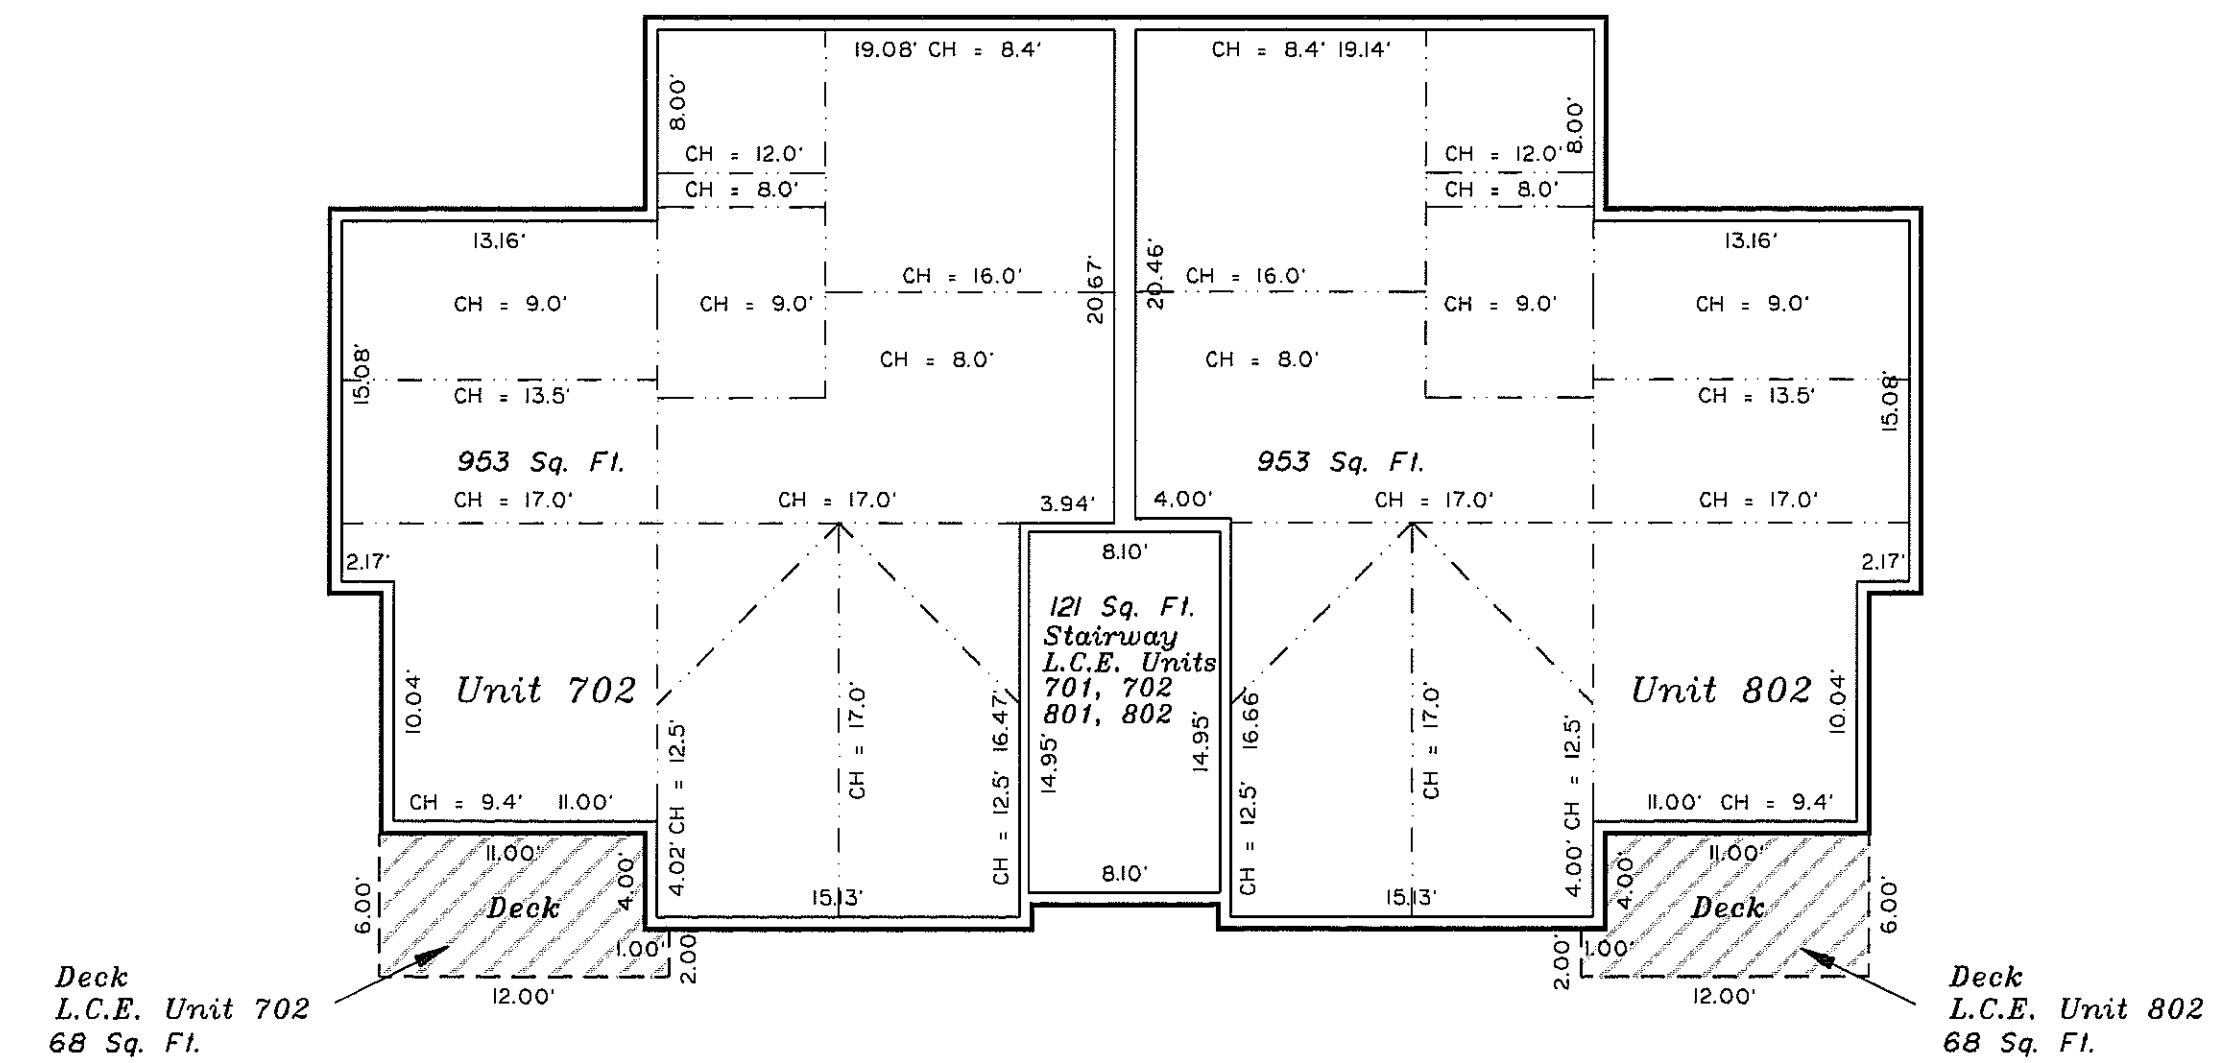 19.08' CH = 8.4'
CH = 8.4' 19.14'
8.00'
8.00'
CH = 12.0'
CH = 12.0'
CH = 8.0'
CH = 8.0'
13.16'
13.16'
CH = 16.0'
CH = 16.0'
20.67'
20.46'
CH = 9.0'
CH = 9.0'
CH = 9.0'
CH = 9.0'
CH = 8.0'
CH = 8.0'
15.08'
15.08'
CH = 13.5'
CH = 13.5'
953 Sq. Ft.
953 Sq. Ft.
CH = 17.0'
CH = 17.0'
3.94'
4.00'
CH = 17.0'
CH = 17.0'
2.17'
8.10'
2.17'
121 Sq. Ft.
Stairway
L.C.E. Units
701, 702
801, 802
10.04'
Unit 702
Unit 802
10.04'
4.02' CH = 12.5'
CH = 17.0'
CH = 12.5' 16.47'
14.95'
14.95'
CH = 12.5' 16.66'
CH = 17.0'
4.00' CH = 12.5'
CH = 9.4' 11.00'
11.00' CH = 9.4'
11.00'
4.00'
8.10'
4.00'
11.00'
6.00'
Deck
15.13'
15.13'
Deck
6.00'
1.00'
2.00'
2.00'
1.00'
12.00'
12.00'
Deck
L.C.E. Unit 702
68 Sq. Ft.
Deck
L.C.E. Unit 802
68 Sq. Ft.